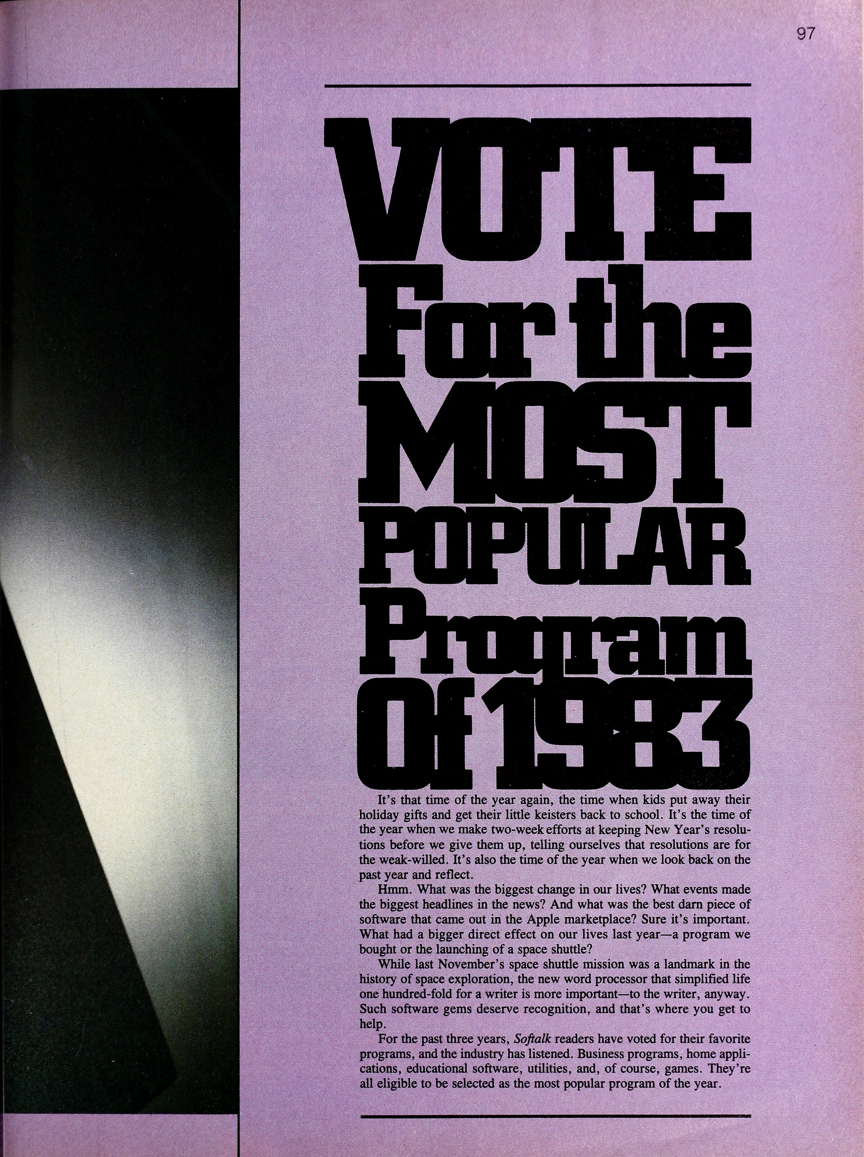 97
VOTE
For the
MOST
POPULAR
Program
Of 1983
It's that time of the year again, the time when kids put away their
holiday gifts and get their little keisters back to school. It's the time of
the year when we make two-week efforts at keeping New Year's resolu-
tions before we give them up, telling ourselves that resolutions are for
the weak-willed. It's also the time of the year when we look back on the
past year and reflect.
Hmm. What was the biggest change in our lives? What events made
the biggest headlines in the news? And what was the best darn piece of
software that came out in the Apple marketplace? Sure it's important.
What had a bigger direct effect on our lives last year—a program we
bought or the launching of a space shuttle?
While last November's space shuttle mission was a landmark in the
history of space exploration, the new word processor that simplified life
one hundred-fold for a writer is more important—to the writer, anyway.
Such software gems deserve recognition, and that's where you get to
help.
For the past three years, Softalk readers have voted for their favorite
programs, and the industry has listened. Business programs, home appli-
cations, educational software, utilities, and, of course, games. They're
all eligible to be selected as the most popular program of the year.